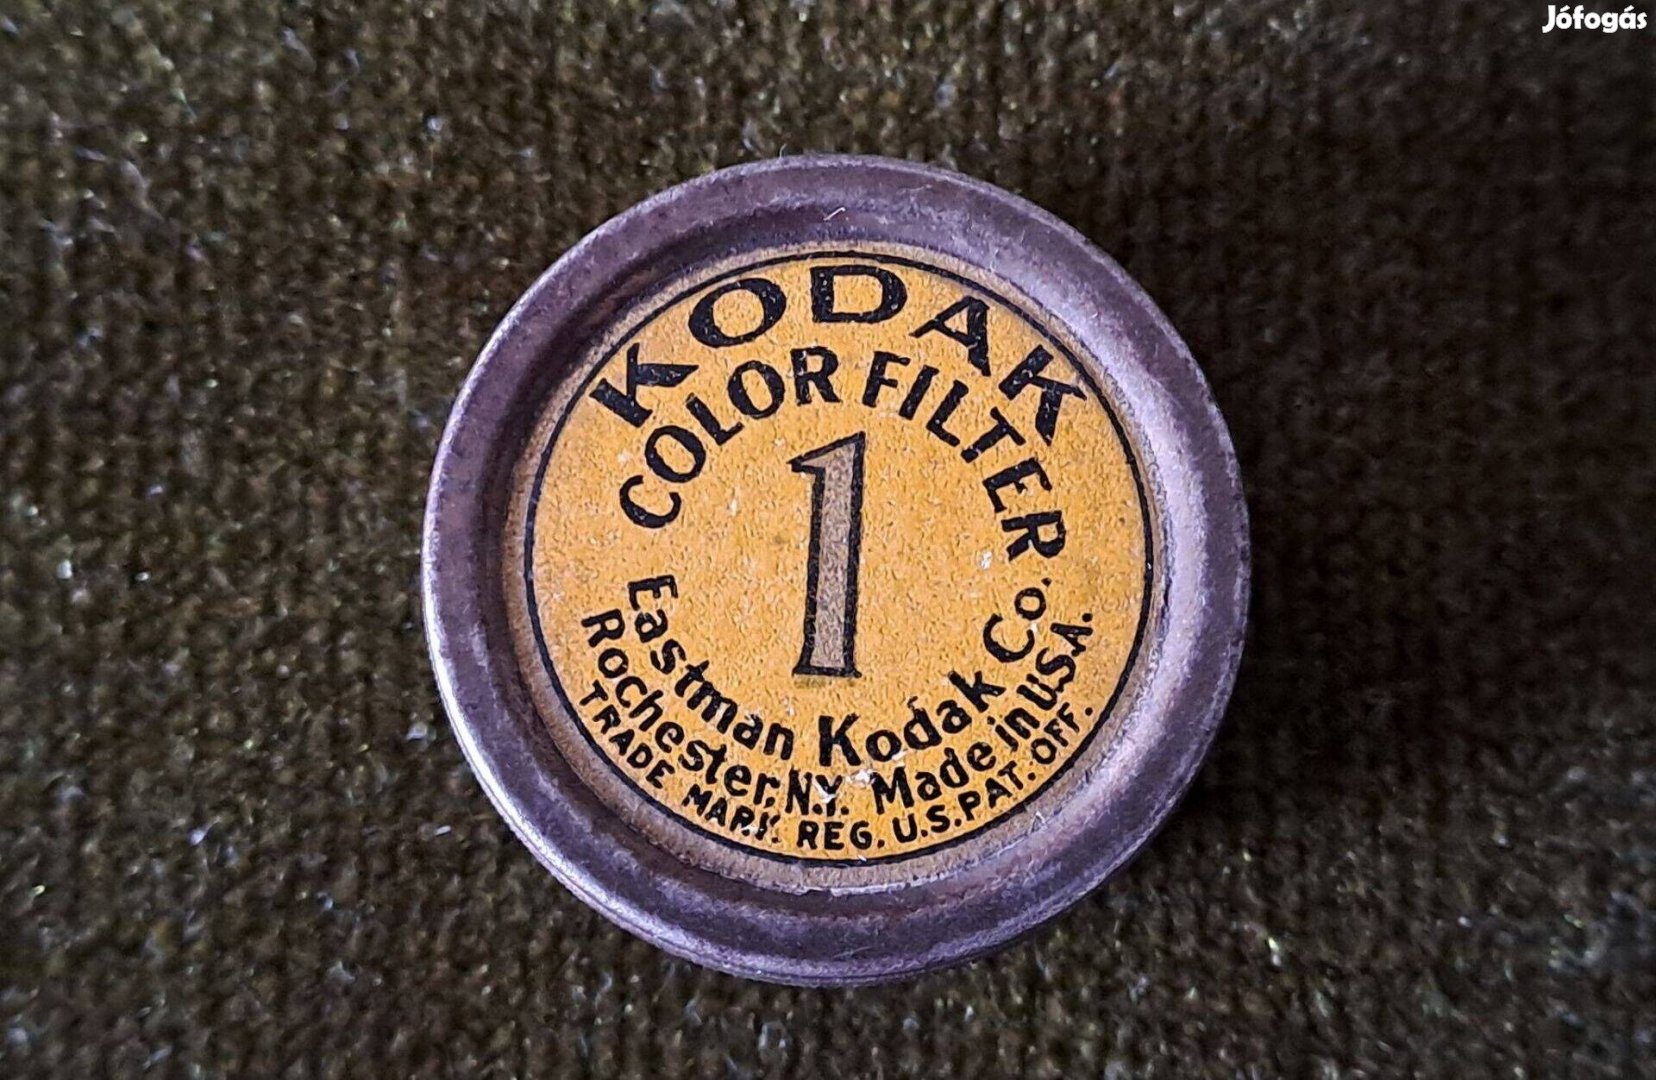 Jófogás
KODAK
COLOR FILTER
1
Eastman Kodak Co.
Rochester, N.Y. Made in U.S.A.
TRADE MARK REG. U.S. PAT. OFF.